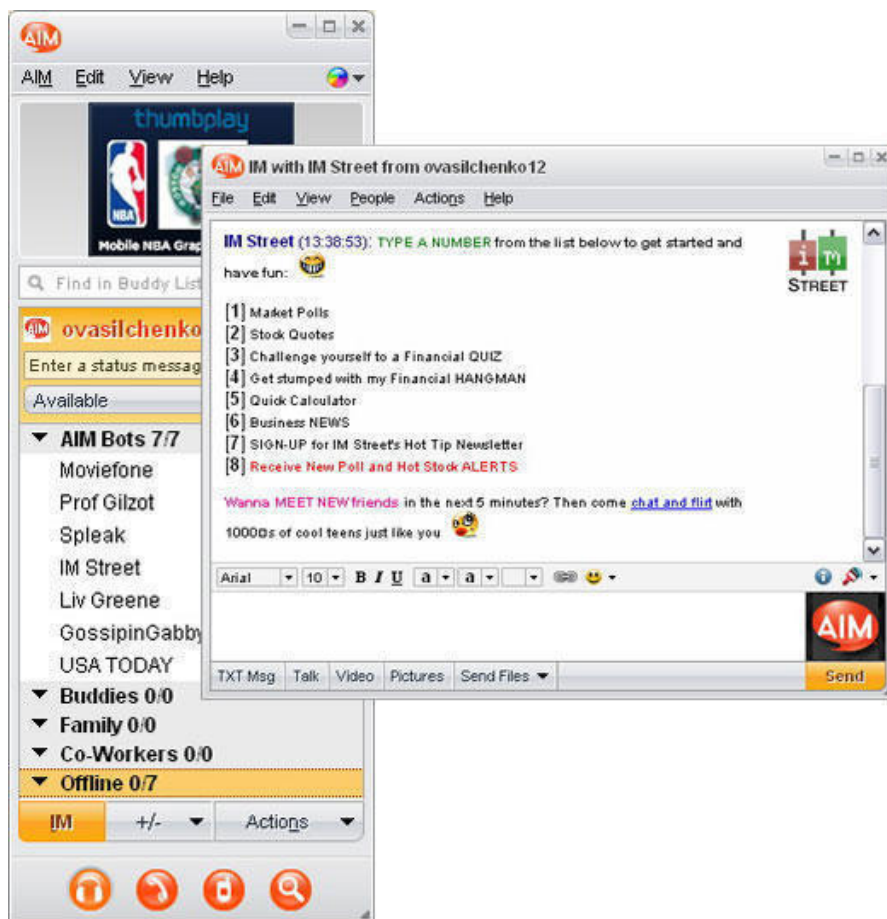 AIM
AIM Edit View Help
thumbplay
NBA
Mobile NBA
Find in Buddy List
AIM ovasilchenko
Enter a status messag
Available
AIM Bots 7/7
Moviefone
Prof Gilzot
Spleak
IM Street
Liv Greene
GossipinGabby
USA TODAY
Buddies 0/0
Family 0/0
Co-Workers 0/0
Offline 0/7
IM +/- Actions
AIM IM with IM Street from ovasilchenko12
File Edit View People Actions Help
IM Street (13:38:53): TYPE A NUMBER from the list below to get started and
have fun:
i m
STREET
[1] Market Polls
[2] Stock Quotes
[3] Challenge yourself to a Financial QUIZ
[4] Get stumped with my Financial HANGMAN
[5] Quick Calculator
[6] Business NEWS
[7] SIGN-UP for IM Street's Hot Tip Newsletter
[8] Receive New Poll and Hot Stock ALERTS
Wanna MEET NEW friends in the next 5 minutes? Then come chat and flirt with
1000□s of cool teens just like you
Arial 10 B I U a a
AIM
TXT Msg Talk Video Pictures Send Files Send